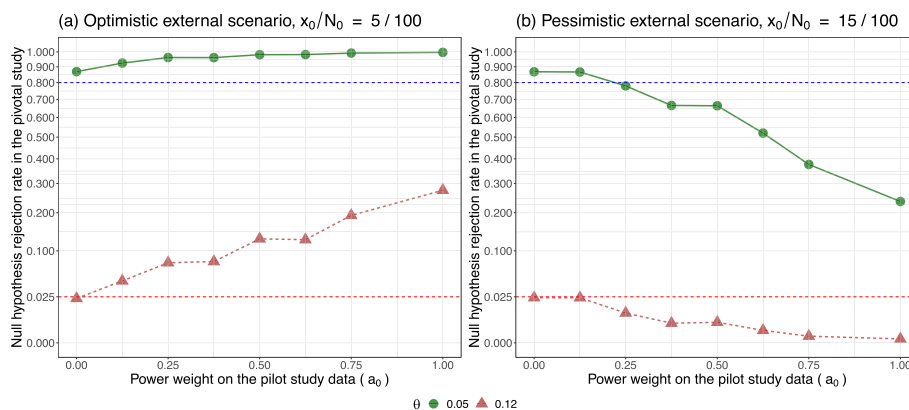 (a) Optimistic external scenario, x₀/N₀ = 5 / 100
Null hypothesis rejection rate in the pivotal study
1.000
0.900
0.800
0.700
0.600
0.500
0.400
0.300
0.200
0.100
0.025
0.000
0.00 0.25 0.50 0.75 1.00
Power weight on the pilot study data ( a₀ )
(b) Pessimistic external scenario, x₀/N₀ = 15 / 100
Null hypothesis rejection rate in the pivotal study
1.000
0.900
0.800
0.700
0.600
0.500
0.400
0.300
0.200
0.100
0.025
0.000
0.00 0.25 0.50 0.75 1.00
Power weight on the pilot study data ( a₀ )
θ 0.05 0.12